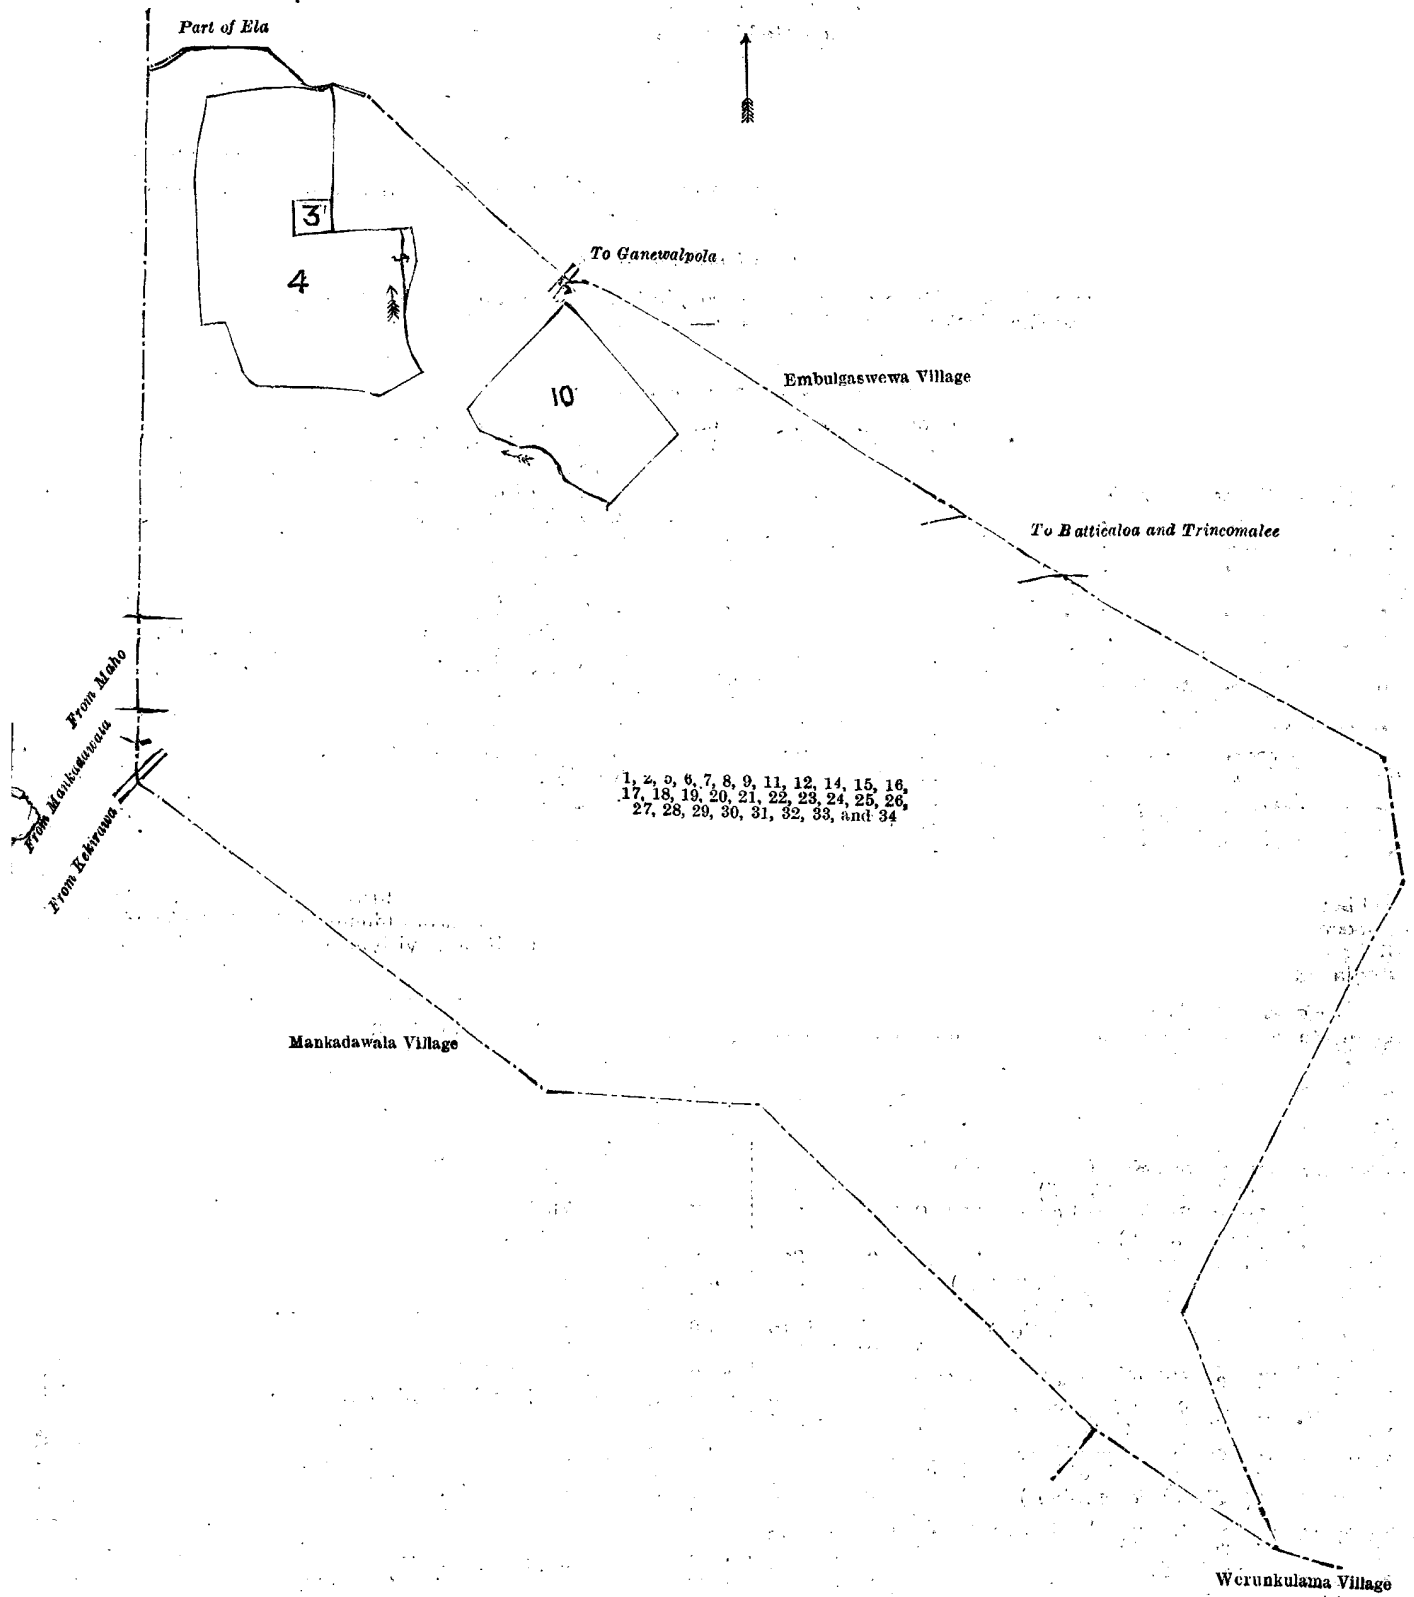 Part of Ela
3
To Ganewalpola
4
Embulgaswewa Village
10
To Batticaloa and Trincomalee
From Maho
From Mankadawala
From Kekirawa
1, 2, 5, 6, 7, 8, 9, 11, 12, 14, 15, 16,
17, 18, 19, 20, 21, 22, 23, 24, 25, 26,
27, 28, 29, 30, 31, 32, 33, and 34
Mankadawala Village
Werunkulama Village